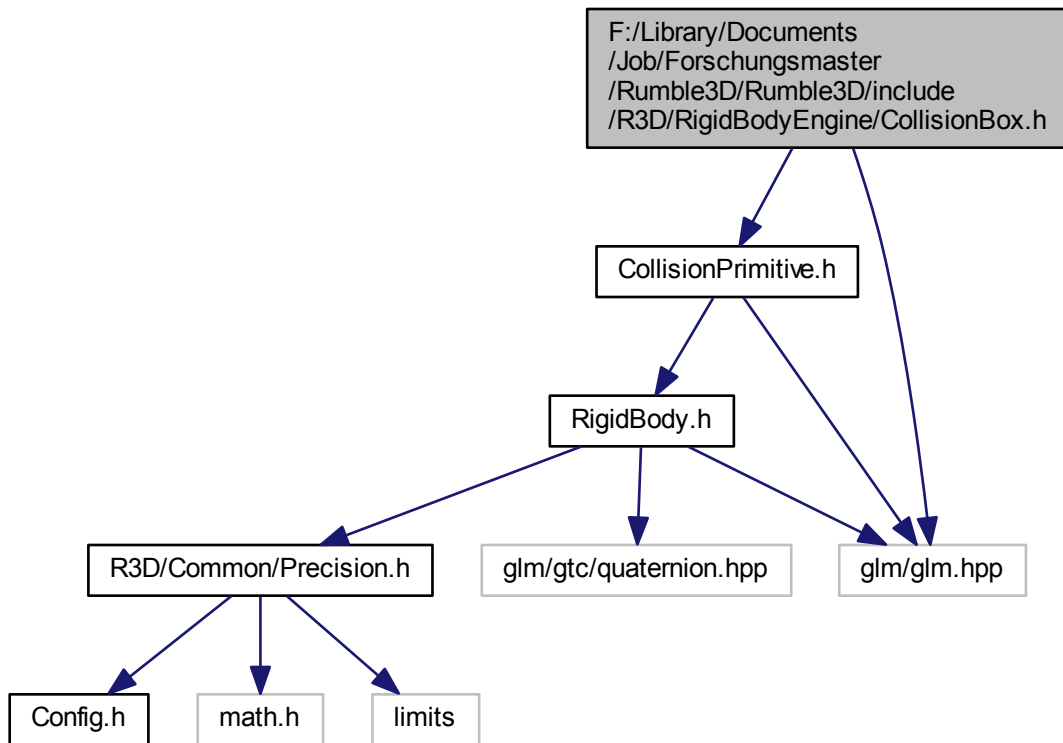 F:/Library/Documents
/Job/Forschungsmaster
/Rumble3D/Rumble3D/include
/R3D/RigidBodyEngine/CollisionBox.h
CollisionPrimitive.h
RigidBody.h
R3D/Common/Precision.h
glm/gtc/quaternion.hpp
glm/glm.hpp
Config.h
math.h
limits